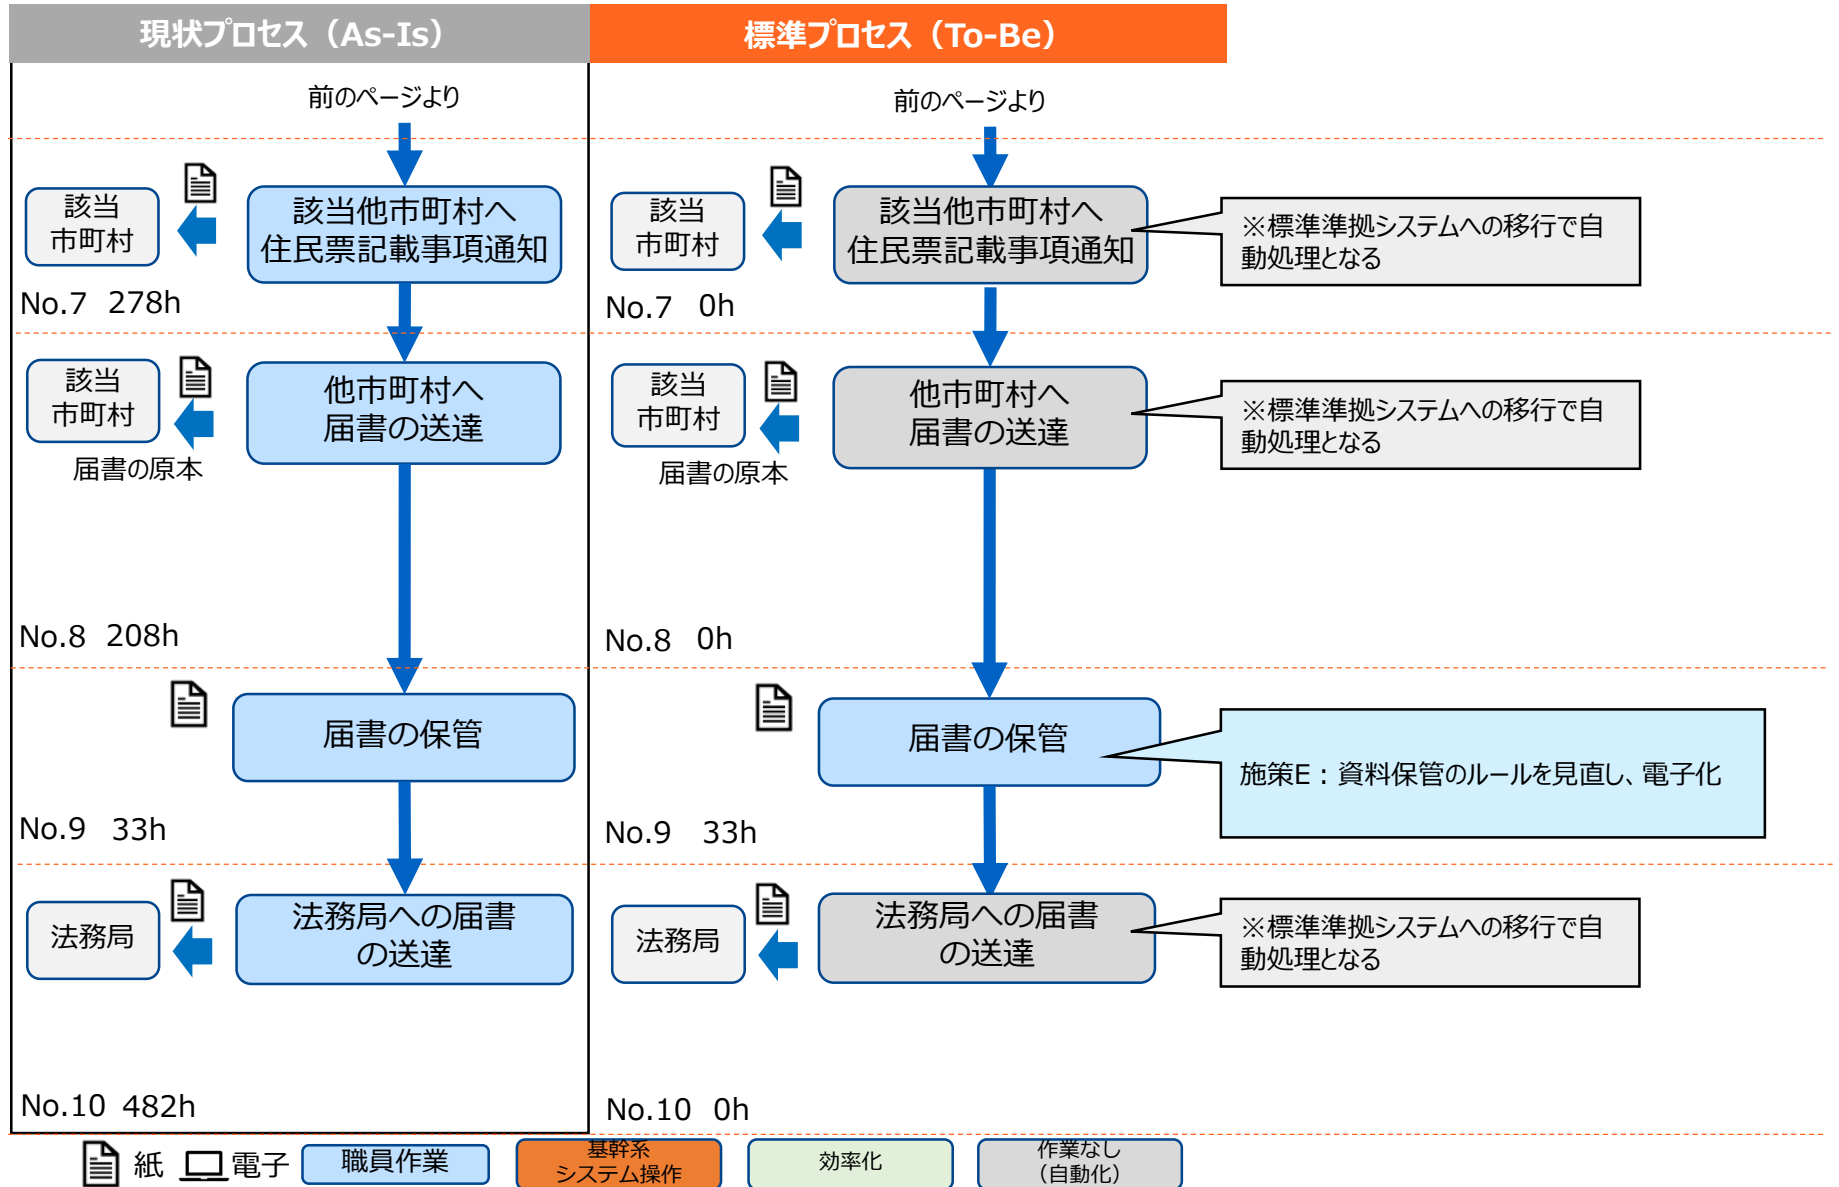 現状プロセス（As-Is）
標準プロセス（To-Be）
前のページより
該当
市町村
該当他市町村へ
住民票記載事項通知
No.7 278h
該当
市町村
他市町村へ
届書の送達
届書の原本
No.8 208h
届書の保管
No.9 33h
法務局
法務局への届書
の送達
No.10 482h
前のページより
該当
市町村
該当他市町村へ
住民票記載事項通知
※標準準拠システムへの移行で自
動処理となる
No.7 0h
該当
市町村
他市町村へ
届書の送達
※標準準拠システムへの移行で自
動処理となる
届書の原本
No.8 0h
届書の保管
施策E：資料保管のルールを見直し、電子化
No.9 33h
法務局
法務局への届書
の送達
※標準準拠システムへの移行で自
動処理となる
No.10 0h
紙
電子
職員作業
基幹系
システム操作
効率化
作業なし
（自動化）